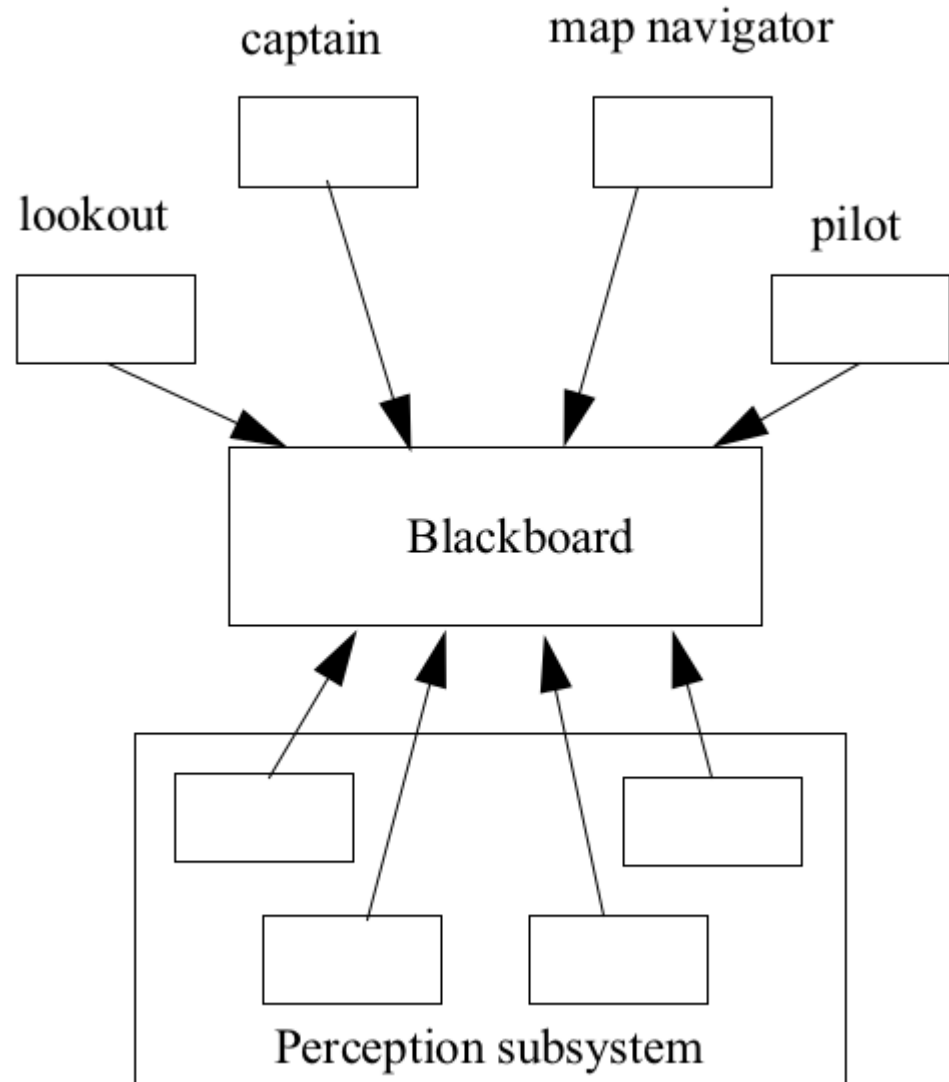 captain
map navigator
lookout
pilot
Blackboard
Perception subsystem